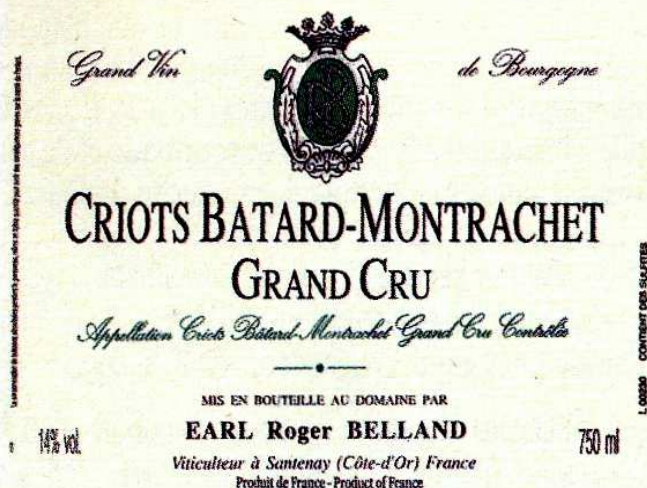 Grand Vin de Bourgogne
CRIOTS BATARD-MONTRACHET
GRAND CRU
Appellation Criots Bâtard-Montrachet Grand Cru Contrôlée
MIS EN BOUTEILLE AU DOMAINE PAR
14% vol. EARL Roger BELLAND 750 ml
Viticulteur à Santenay (Côte-d'Or) France
Produit de France - Product of France
L 00220 CONTIENT DES SULFITES